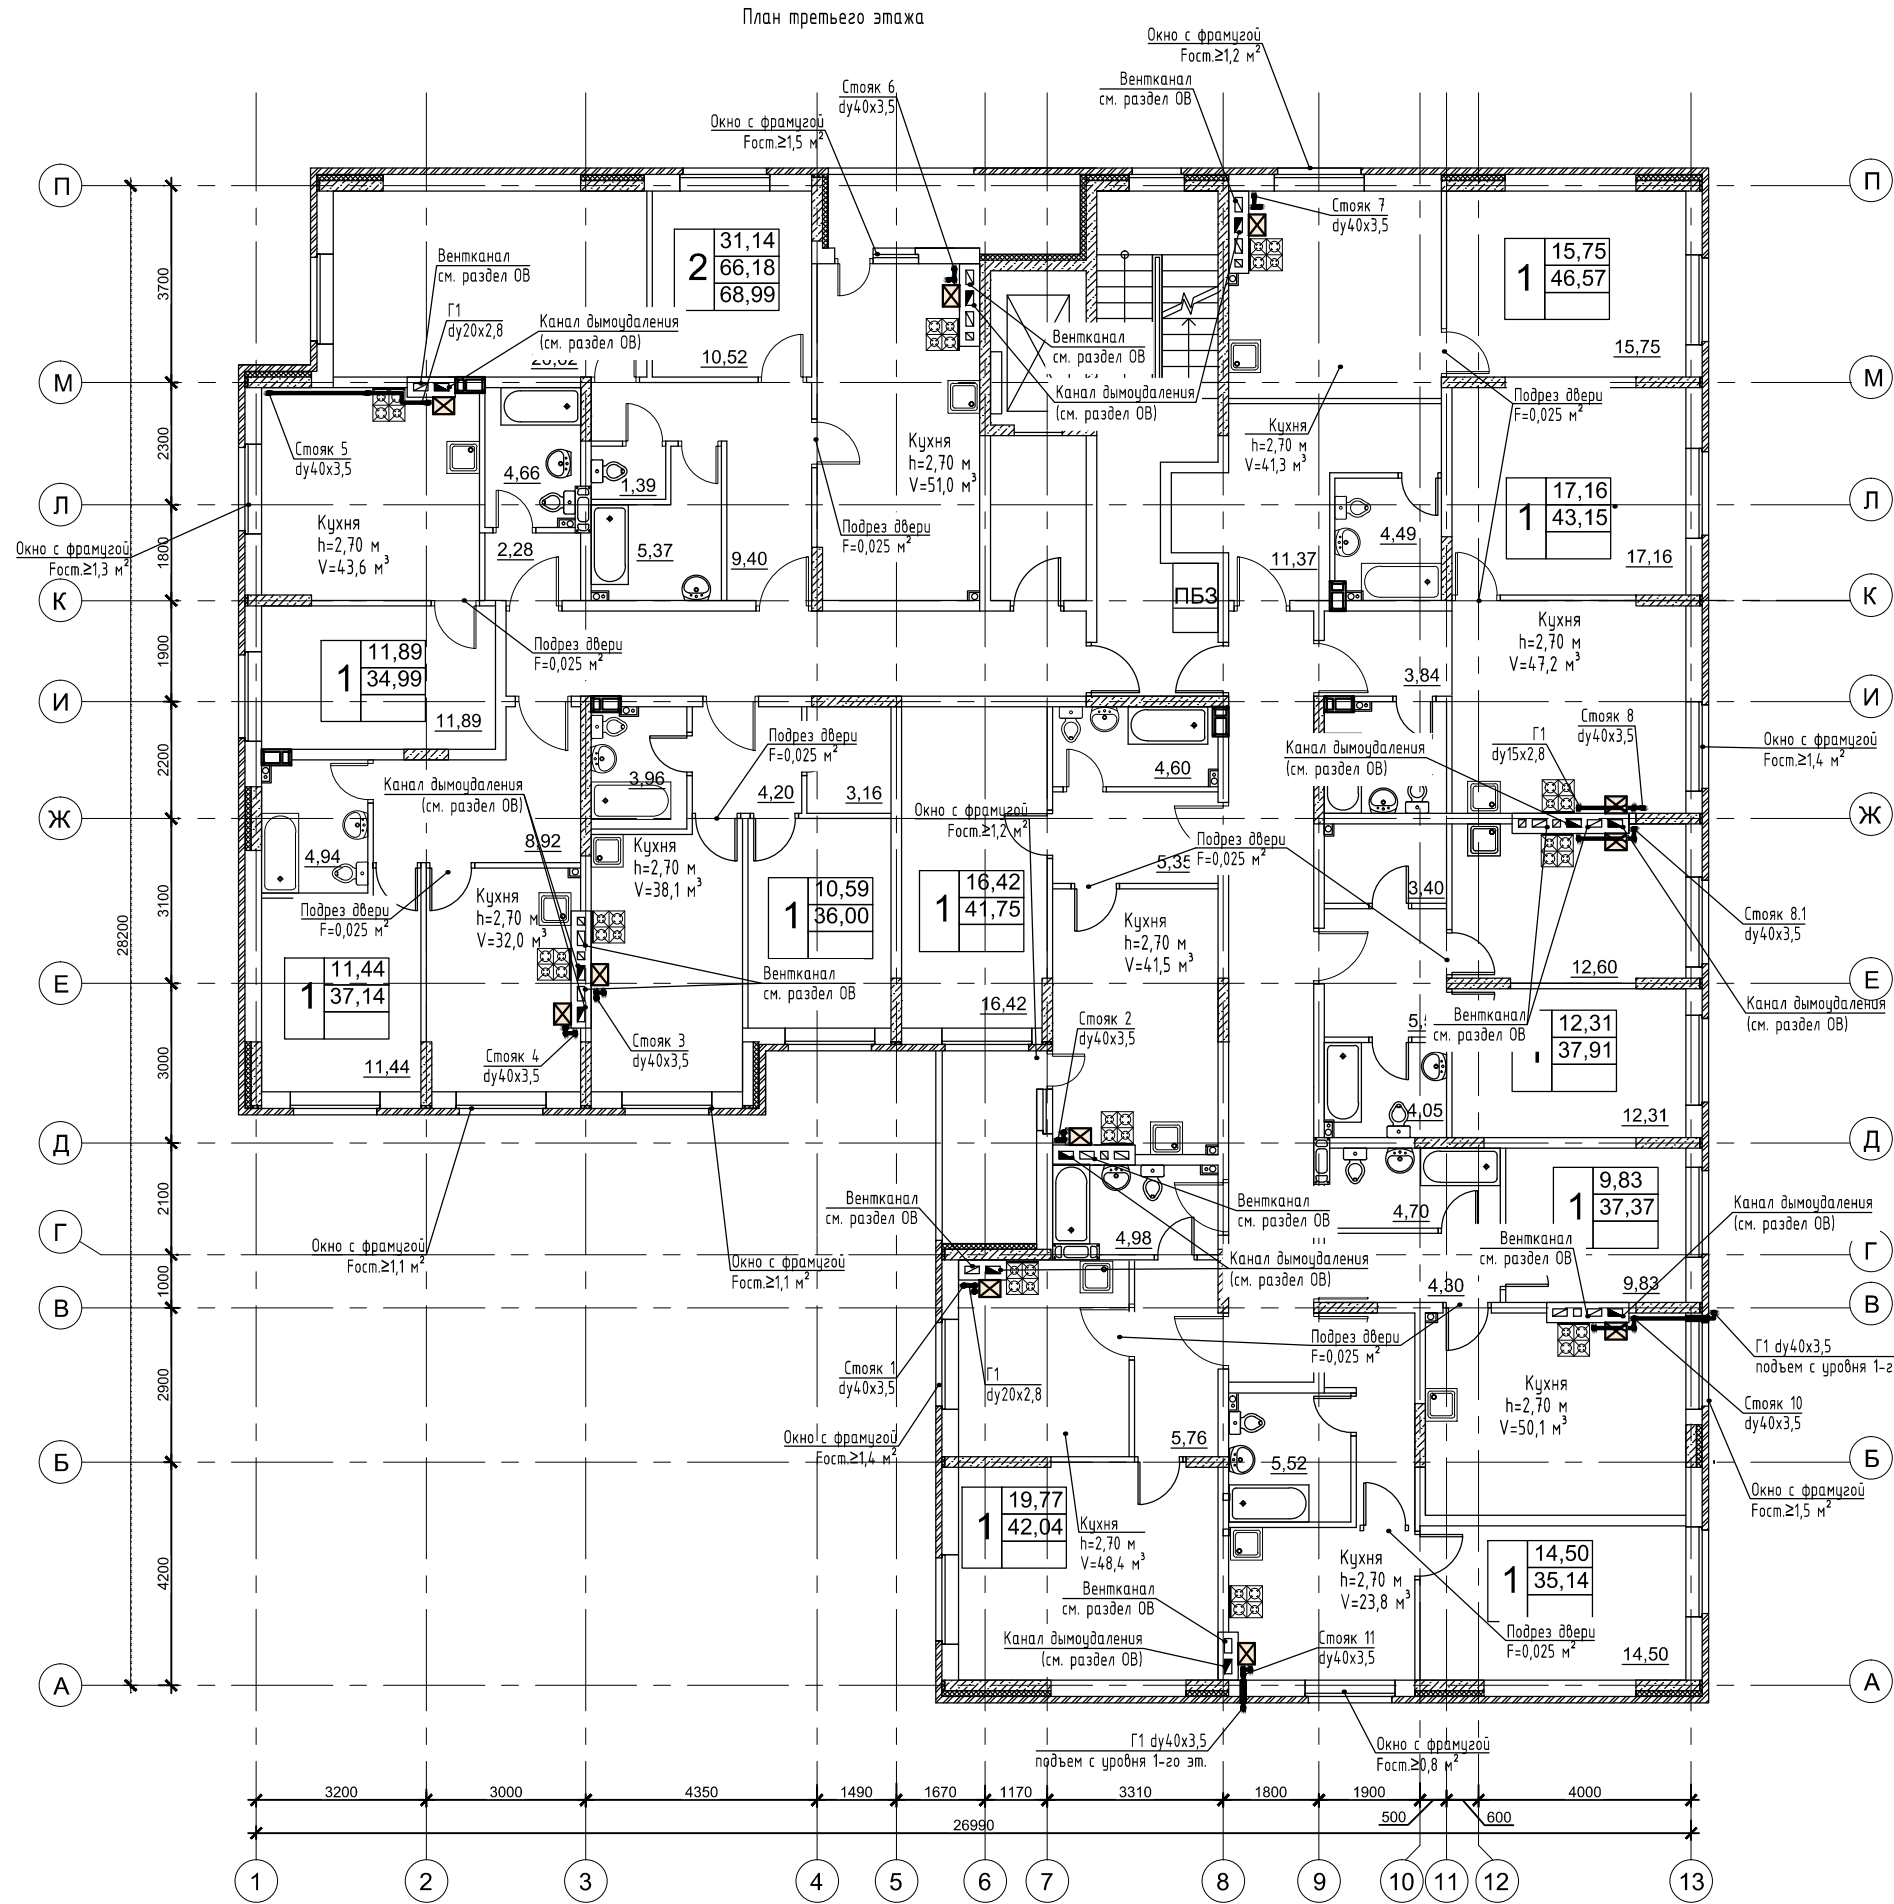 План третьего этажа
Окно с фрамугой
Fост.≥1,2 м²
Вентканал
см. раздел ОВ
Стояк 6
dy40x3,5
Окно с фрамугой
Fост.≥1,5 м²
П
П
Стояк 7
dy40x3,5
2
31,14
66,18
68,99
1
15,75
46,57
Вентканал
см. раздел ОВ
3700
Г1
dy20x2,8
Канал дымоудаления
(см. раздел ОВ)
10,52
Вентканал
см. раздел ОВ
15,75
М
М
Канал дымоудаления
(см. раздел ОВ)
Подрез двери
F=0,025 м²
Стояк 5
dy40x3,5
2300
4,66
1,39
Кухня
h=2,70 м
V=51,0 м³
Кухня
h=2,70 м
V=41,3 м³
1
17,16
43,15
Л
Л
Кухня
h=2,70 м
V=43,6 м³
Окно с фрамугой
Fост.≥1,3 м²
1800
2,28
5,37
9,40
Подрез двери
F=0,025 м²
4,49
11,37
17,16
К
К
ПБЗ
Кухня
h=2,70 м
V=47,2 м³
1900
1
11,89
34,99
11,89
Подрез двери
F=0,025 м²
3,84
И
И
2200
Подрез двери
F=0,025 м²
4,60
Канал дымоудаления
(см. раздел ОВ)
Г1
dy15x2,8
Стояк 8
dy40x3,5
Окно с фрамугой
Fост.≥1,4 м²
Канал дымоудаления
(см. раздел ОВ)
3,96
4,20
3,16
Окно с фрамугой
Fост.≥1,2 м²
Ж
Ж
4,94
8,92
Кухня
h=2,70 м
V=38,1 м³
5,35
Подрез двери
F=0,025 м²
3100
28200
Подрез двери
F=0,025 м²
Кухня
h=2,70 м
V=32,0 м³
1
10,59
36,00
1
16,42
41,75
Кухня
h=2,70 м
V=41,5 м³
3,40
12,60
Стояк 8.1
dy40x3,5
Е
Е
1
11,44
37,14
Вентканал
см. раздел ОВ
16,42
Вентканал
см. раздел ОВ
12,31
37,91
Канал дымоудаления
(см. раздел ОВ)
3000
11,44
Стояк 4
dy40x3,5
Стояк 3
dy40x3,5
Стояк 2
dy40x3,5
4,05
12,31
Д
Д
2100
Вентканал
см. раздел ОВ
Вентканал
см. раздел ОВ
4,98
4,70
1
9,83
37,37
Канал дымоудаления
(см. раздел ОВ)
Г
Г
Окно с фрамугой
Fост.≥1,1 м²
Окно с фрамугой
Fост.≥1,1 м²
Канал дымоудаления
(см. раздел ОВ)
Вентканал
см. раздел ОВ
1000
4,30
9,83
В
В
Подрез двери
F=0,025 м²
Г1 dy40x3,5
подъем с уровня 1-г
2900
Стояк 1
dy40x3,5
Г1
dy20x2,8
Кухня
h=2,70 м
V=50,1 м³
Стояк 10
dy40x3,5
Окно с фрамугой
Fост.≥1,4 м²
5,76
5,52
Б
Б
Окно с фрамугой
Fост.≥1,5 м²
1
19,77
42,04
Кухня
h=2,70 м
V=48,4 м³
Кухня
h=2,70 м
V=23,8 м³
1
14,50
35,14
4200
Вентканал
см. раздел ОВ
Канал дымоудаления
(см. раздел ОВ)
Стояк 11
dy40x3,5
Подрез двери
F=0,025 м²
14,50
А
А
Г1 dy40x3,5
подъем с уровня 1-го эт.
Окно с фрамугой
Fост.≥0,8 м²
3200 3000 4350 1490 1670 1170 3310 1800 1900 4000
500 600
26990
1 2 3 4 5 6 7 8 9 10 11 12 13